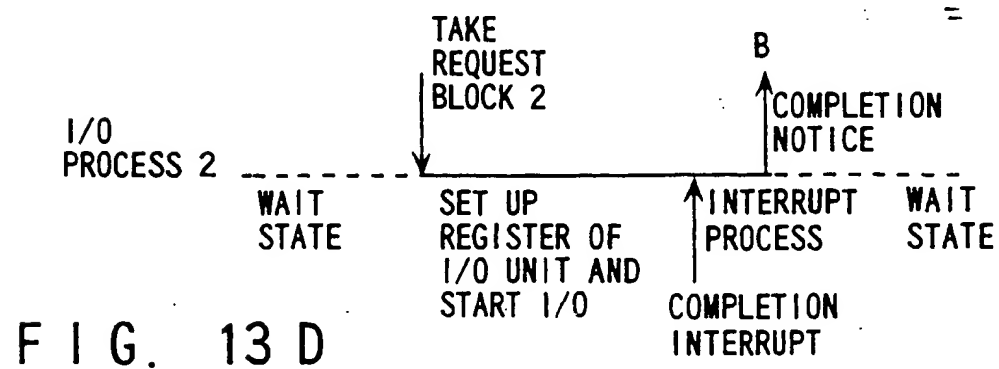 TAKE
REQUEST
BLOCK 2
B
COMPLETION
NOTICE
I/O
PROCESS 2
WAIT
STATE
SET UP
REGISTER OF
I/O UNIT AND
START I/O
INTERRUPT
PROCESS
WAIT
STATE
COMPLETION
INTERRUPT
FIG. 13D